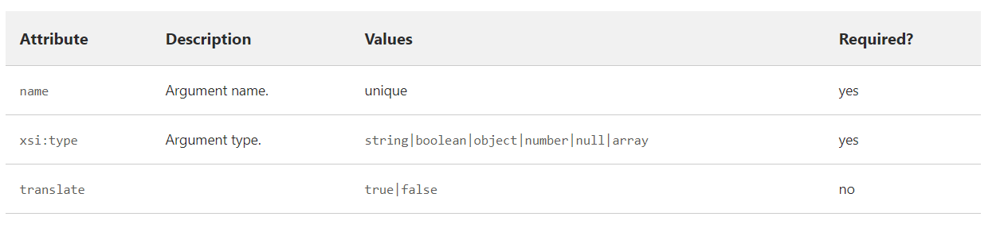 Attribute Description Values Required?
name Argument name. unique yes
xsi:type Argument type. string|boolean|object|number|null|array yes
translate true|false no